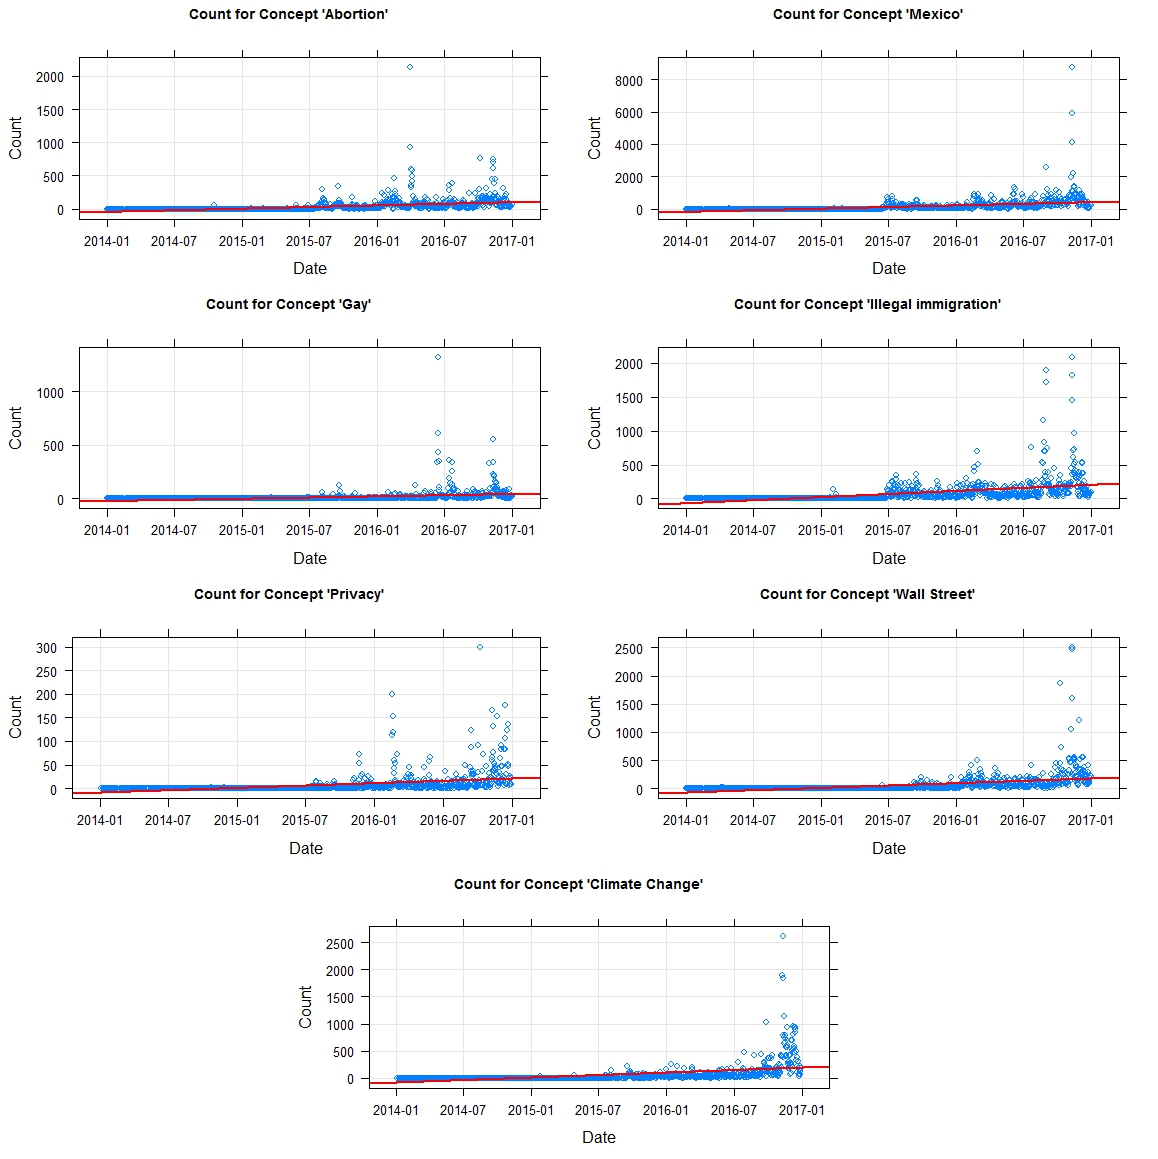 Count for Concept 'Abortion'
Count
2000
1500
1000
500
0
2014-01 2014-07 2015-01 2015-07 2016-01 2016-07 2017-01
Date
Count for Concept 'Mexico'
Count
8000
6000
4000
2000
0
2014-01 2014-07 2015-01 2015-07 2016-01 2016-07 2017-01
Date
Count for Concept 'Gay'
Count
1000
500
0
2014-01 2014-07 2015-01 2015-07 2016-01 2016-07 2017-01
Date
Count for Concept 'Illegal immigration'
Count
2000
1500
1000
500
0
2014-01 2014-07 2015-01 2015-07 2016-01 2016-07 2017-01
Date
Count for Concept 'Privacy'
Count
300
250
200
150
100
50
0
2014-01 2014-07 2015-01 2015-07 2016-01 2016-07 2017-01
Date
Count for Concept 'Wall Street'
Count
2500
2000
1500
1000
500
0
2014-01 2014-07 2015-01 2015-07 2016-01 2016-07 2017-01
Date
Count for Concept 'Climate Change'
Count
2500
2000
1500
1000
500
0
2014-01 2014-07 2015-01 2015-07 2016-01 2016-07 2017-01
Date